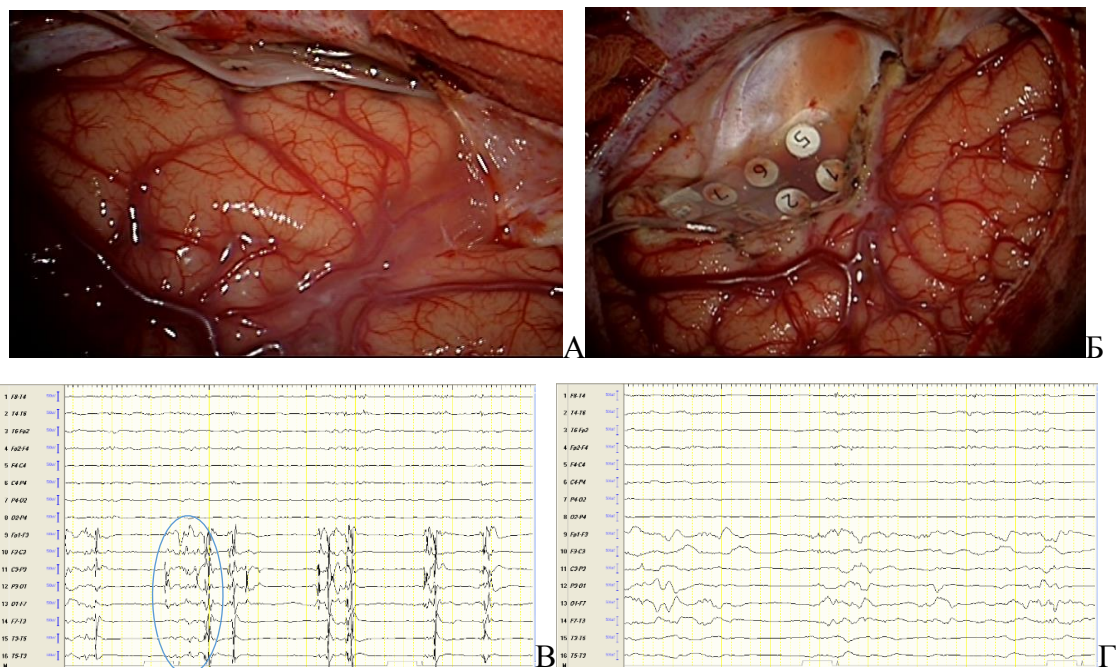 А
5
6
1
7
2
Б
1 F8-T4
2 T4-T6
3 T6-Fp2
4 Fp2-F4
5 F4-C4
6 C4-P4
7 P4-O2
8 O2-P4
9 Fp1-F3
10 F3-C3
11 C3-P3
12 P3-O1
13 O1-F7
14 F7-T3
15 T3-T5
16 T5-T3
В
1 F8-T4
2 T4-T6
3 T6-Fp2
4 Fp2-F4
5 F4-C4
6 C4-P4
7 P4-O2
8 O2-P4
9 Fp1-F3
10 F3-C3
11 C3-P3
12 P3-O1
13 O1-F7
14 F7-T3
15 T3-T5
16 T5-T3
Г